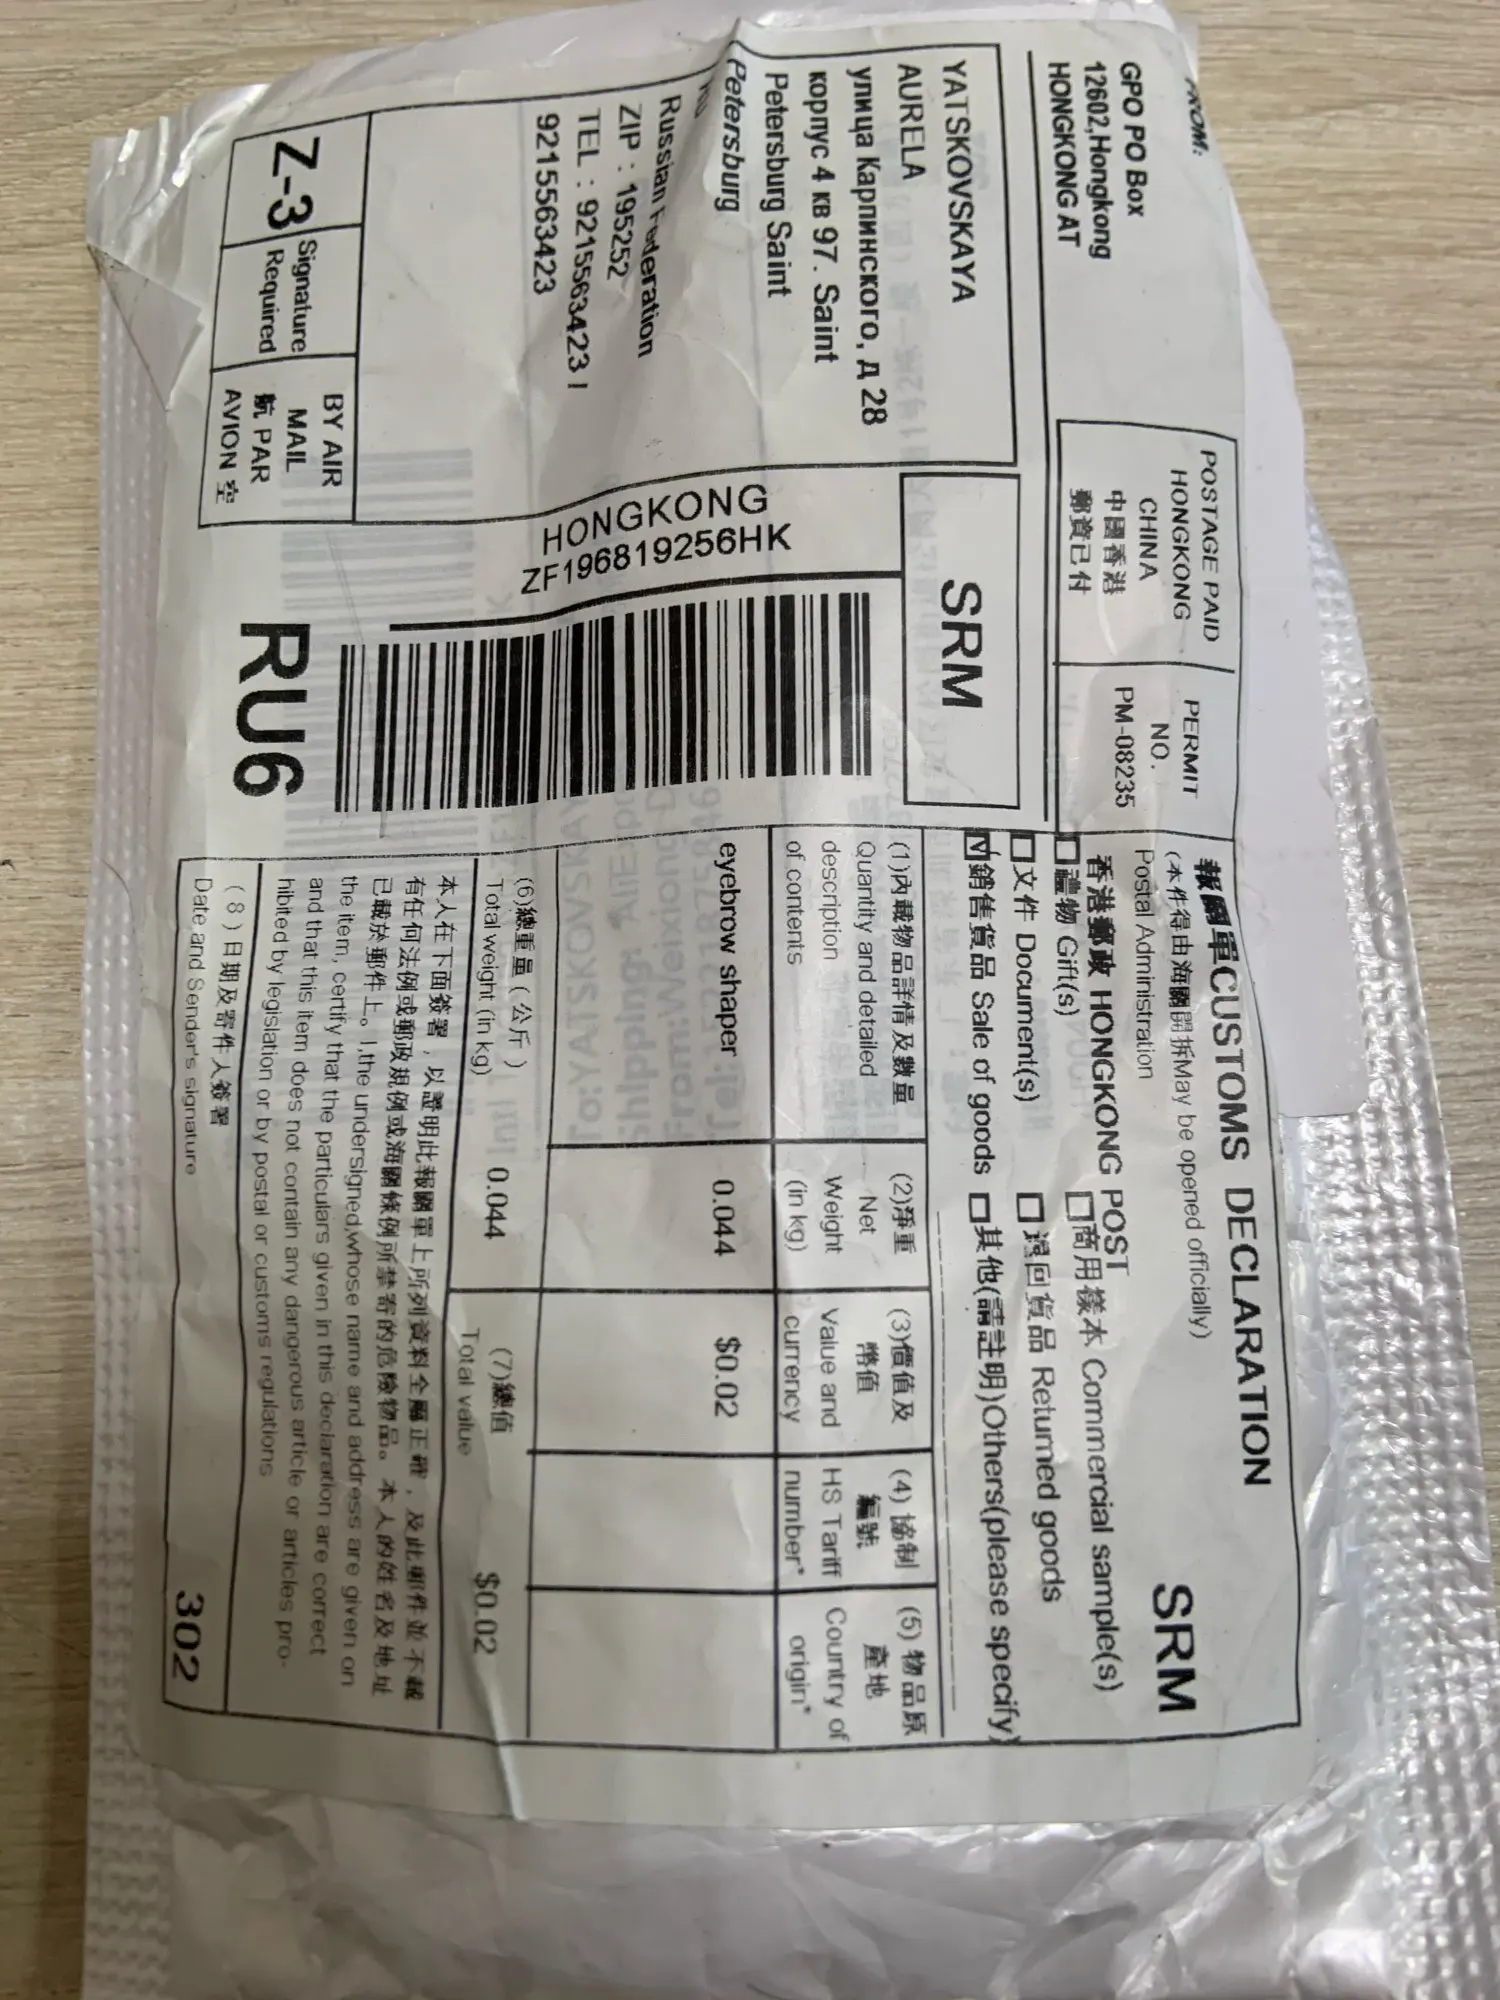 FROM:
GPO PO Box
12602,Hongkong
HONGKONG AT
POSTAGE PAID
HONGKONG
CHINA
中國香港
郵資已付
PERMIT
NO.
PM-08235
YATSKOVSKAYA
AURELA
улица Карпинского, д 28
корпус 4 кв 97. Saint
Petersburg Saint
Petersburg
RU
Russian Federation
ZIP : 195252
TEL : 9215563423 I
9215563423
SRM
HONGKONG
ZF196819256HK
Z-3
Signature
Required
BY AIR
MAIL
航 PAR
AVION 空
RU6
報關單CUSTOMS DECLARATION
(本件得由海關開拆May be opened officially)
Postal Administration
SRM
香港郵政 HONGKONG POST
禮物 Gift(s)
商用樣本 Commercial sample(s)
文件 Document(s)
退回貨品 Returned goods
☑銷售貨品 Sale of goods
其他(請註明)Others(please specify)
(1)內載物品詳情及數量
Quantity and detailed
description
of contents
(2)淨重
Net
Weight
(in kg)
(3)價值及
幣值
Value and
currency
(4) 協制
編號
HS Tariff
number*
(5) 物品原
產地
Country of
origin*
eyebrow shaper
0.044
$0.02
(6)總重量 ( 公斤 )
Total weight (in kg)
0.044
(7)總值
Total value
$0.02
本人在下面簽署，以證明此報關單上所列資料全屬正確，及此郵件並不載
有任何法例或郵政規例或海關條例所禁寄的危險物品。本人的姓名及地址
已載於郵件上。I,the undersigned,whose name and address are given on
the item, certify that the particulars given in this declaration are correct
and that this item does not contain any dangerous article or articles pro-
hibited by legislation or by postal or customs regulations
( 8 ) 日期及寄件人簽署
Date and Sender's signature
302